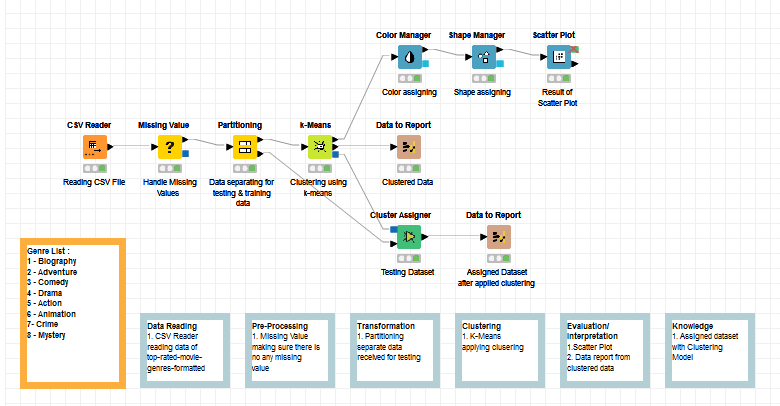 Color Manager
Shape Manager
Scatter Plot
Color assigning
Shape assigning
Result of
Scatter Plot
CSV Reader
Missing Value
Partitioning
k-Means
Data to Report
Reading CSV File
Handle Missing
Values
Data separating for
testing & training
data
Clustering using
k-means
Clustered Data
Cluster Assigner
Data to Report
Testing Dataset
Assigned Dataset
after applied clustering
Genre List :
1 - Biography
2 - Adventure
3 - Comedy
4 - Drama
5 - Action
6 - Animation
7- Crime
8 - Mystery
Data Reading
1. CSV Reader
reading data of
top-rated-movie-
genres-formatted
Pre-Processing
1. Missing Value
making sure there is
no any missing
value
Transformation
1. Partitioning
separate data
received for testing
Clustering
1. K-Means
applying clusering
Evaluation/
Interpretation
1.Scatter Plot
2. Data report from
clustered data
Knowledge
1. Assigned dataset
with Clustering
Model